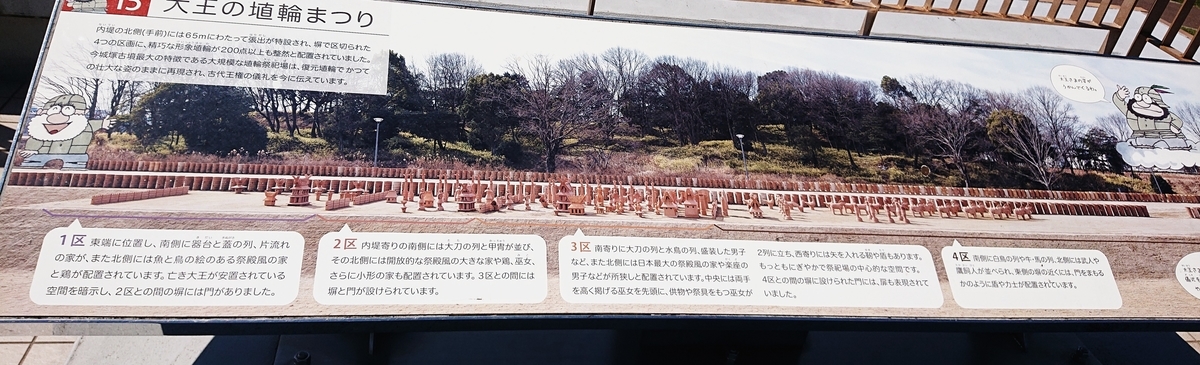 15 大王の埴輪まつり
内堤の北側(手前)には65mにわたって張出が特設され、塀で区切られた
4つの区画に、精巧な形象埴輪が200点以上も整然と配置されていました。
今城塚古墳最大の特徴である大規模な埴輪祭祀場は、復元埴輪でかつて
の壮大な姿のままに再現され、古代王権の儀礼を今に伝えています。
1区 東端に位置し、南側に器台と蓋の列、片流れ
の家が、また北側には魚と鳥の絵のある祭殿風の家
と鶏が配置されています。亡き大王が安置されている
空間を暗示し、2区との間の塀には門がありました。
2区 内堤寄りの南側には大刀の列と甲冑が並び、
その北側には開放的な祭殿風の大きな家や鶏、巫女、
さらに小形の家も配置されています。3区との間には
塀と門が設けられています。
3区 南寄りに大刀の列と水鳥の列、盛装した男子
など、また北側には日本最大の祭殿風の家や楽座の
男子などが所狭しと配置されています。中央には両手
を高く掲げる巫女を先頭に、供物や祭具をもつ巫女が
2列に立ち、西寄りには矢を入れる靭や盾もあります。
もっともにぎやかで祭祀場の中心的な空間です。
4区との間の塀に設けられた門には、扉も表現されて
いました。
4区 南側に白鳥の列や牛・馬の列、北側には武人や
鷹飼人が並べられ、東側の塀の近くには、門をまもる
かのように盾や力士が配置されています。